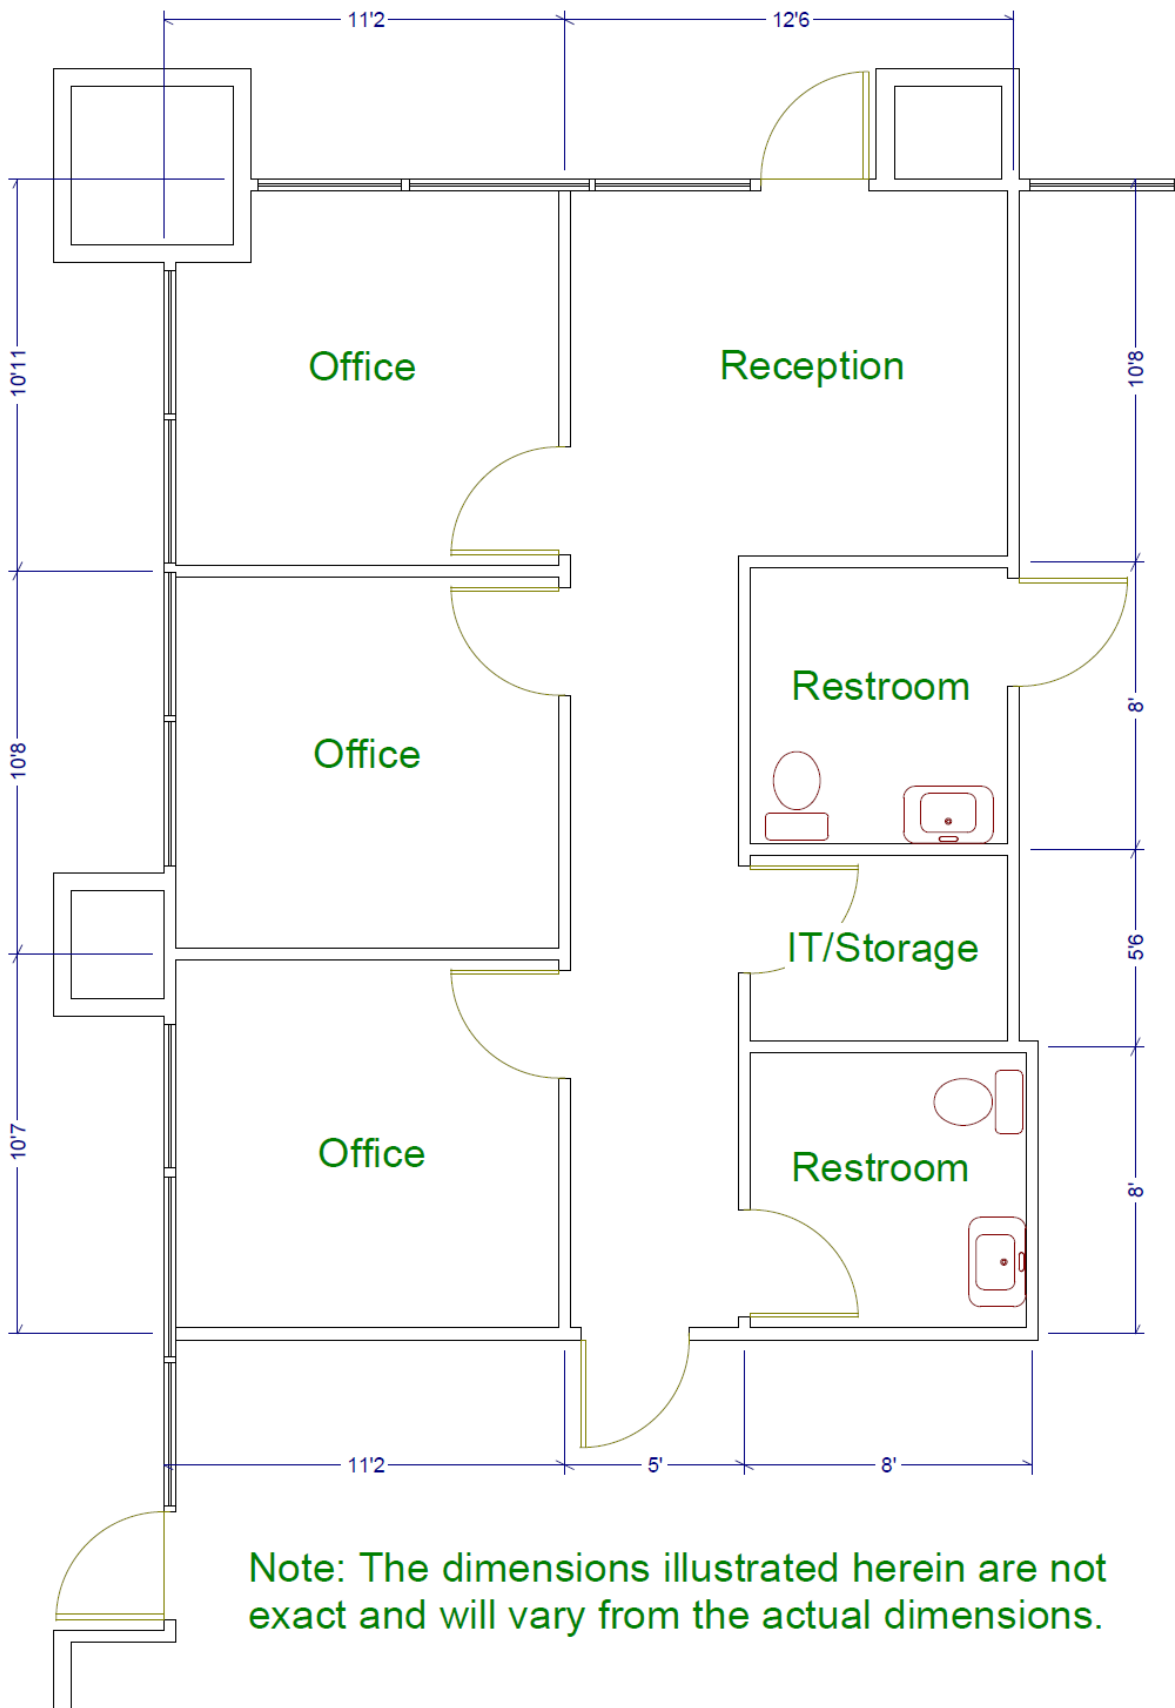 11'2
12'6
Office
Reception
10'11
10'8
Restroom
8'
Office
10'8
IT/Storage
5'6
Office
10'7
Restroom
8'
11'2
5'
8'
Note: The dimensions illustrated herein are not
exact and will vary from the actual dimensions.